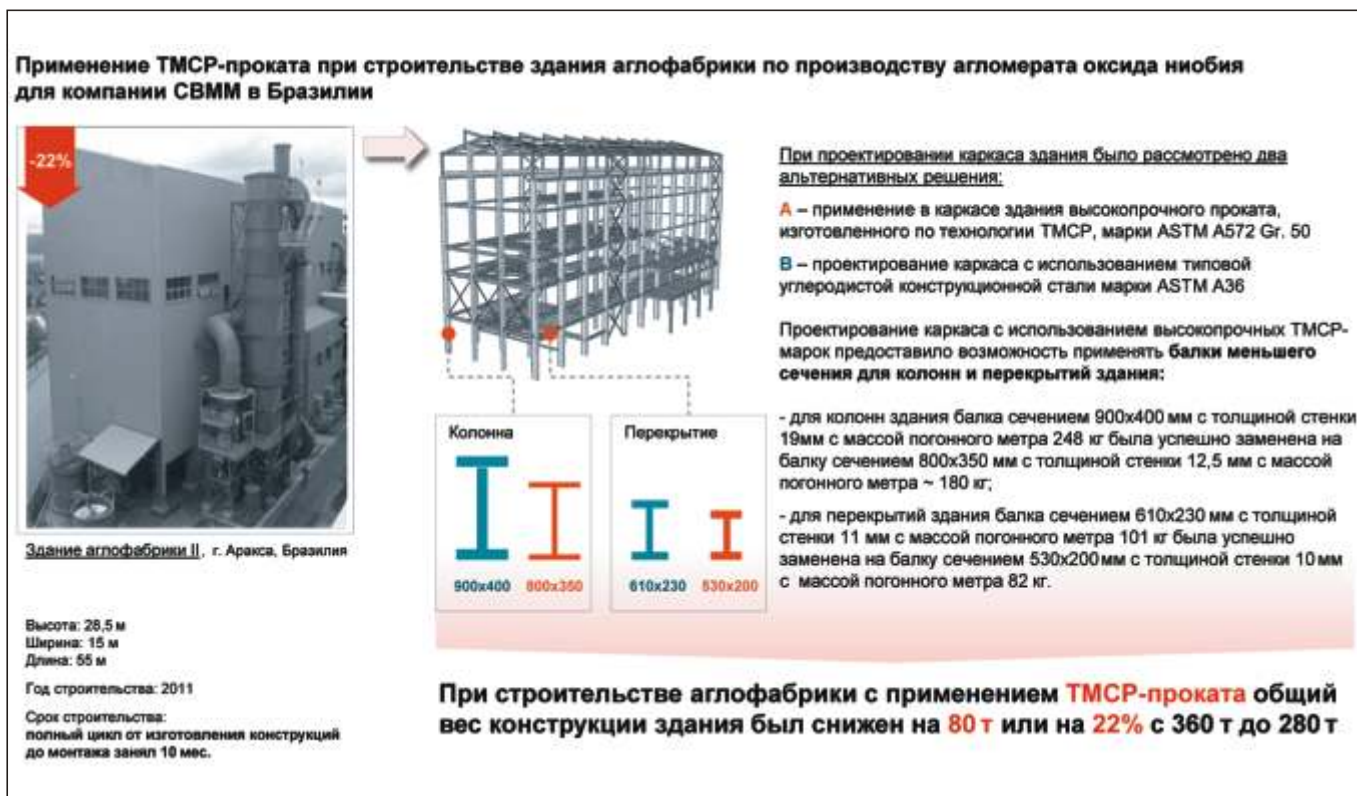 Применение ТМСР-проката при строительстве здания аглофабрики по производству агломерата оксида ниобия
для компании СВММ в Бразилии
-22%
При проектировании каркаса здания было рассмотрено два
альтернативных решения:
А – применение в каркасе здания высокопрочного проката,
изготовленного по технологии ТМСР, марки ASTM A572 Gr. 50
В – проектирование каркаса с использованием типовой
углеродистой конструкционной стали марки ASTM A36
Проектирование каркаса с использованием высокопрочных ТМСР-
марок предоставило возможность применять балки меньшего
сечения для колонн и перекрытий здания:
- для колонн здания балка сечением 900х400 мм с толщиной стенки
19мм с массой погонного метра 248 кг была успешно заменена на
балку сечением 800х350 мм с толщиной стенки 12,5 мм с массой
погонного метра ~ 180 кг;
- для перекрытий здания балка сечением 610х230 мм с толщиной
стенки 11 мм с массой погонного метра 101 кг была успешно
заменена на балку сечением 530х200 мм с толщиной стенки 10 мм
с массой погонного метра 82 кг.
Колонна
900х400 800х350
Перекрытие
610х230 530х200
Здание аглофабрики II, г. Аракса, Бразилия
Высота: 28,5 м
Ширина: 15 м
Длина: 55 м
Год строительства: 2011
Срок строительства:
полный цикл от изготовления конструкций
до монтажа занял 10 мес.
При строительстве аглофабрики с применением ТМСР-проката общий
вес конструкции здания был снижен на 80 т или на 22% с 360 т до 280 т